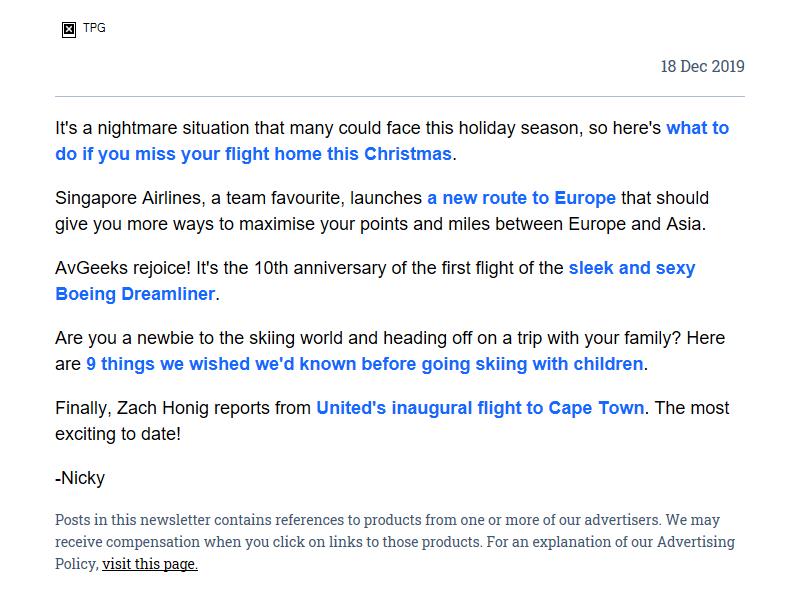 TPG
18 Dec 2019
It's a nightmare situation that many could face this holiday season, so here's what to
do if you miss your flight home this Christmas.
Singapore Airlines, a team favourite, launches a new route to Europe that should
give you more ways to maximise your points and miles between Europe and Asia.
AvGeeks rejoice! It's the 10th anniversary of the first flight of the sleek and sexy
Boeing Dreamliner.
Are you a newbie to the skiing world and heading off on a trip with your family? Here
are 9 things we wished we'd known before going skiing with children.
Finally, Zach Honig reports from United's inaugural flight to Cape Town. The most
exciting to date!
-Nicky
Posts in this newsletter contains references to products from one or more of our advertisers. We may
receive compensation when you click on links to those products. For an explanation of our Advertising
Policy, visit this page.